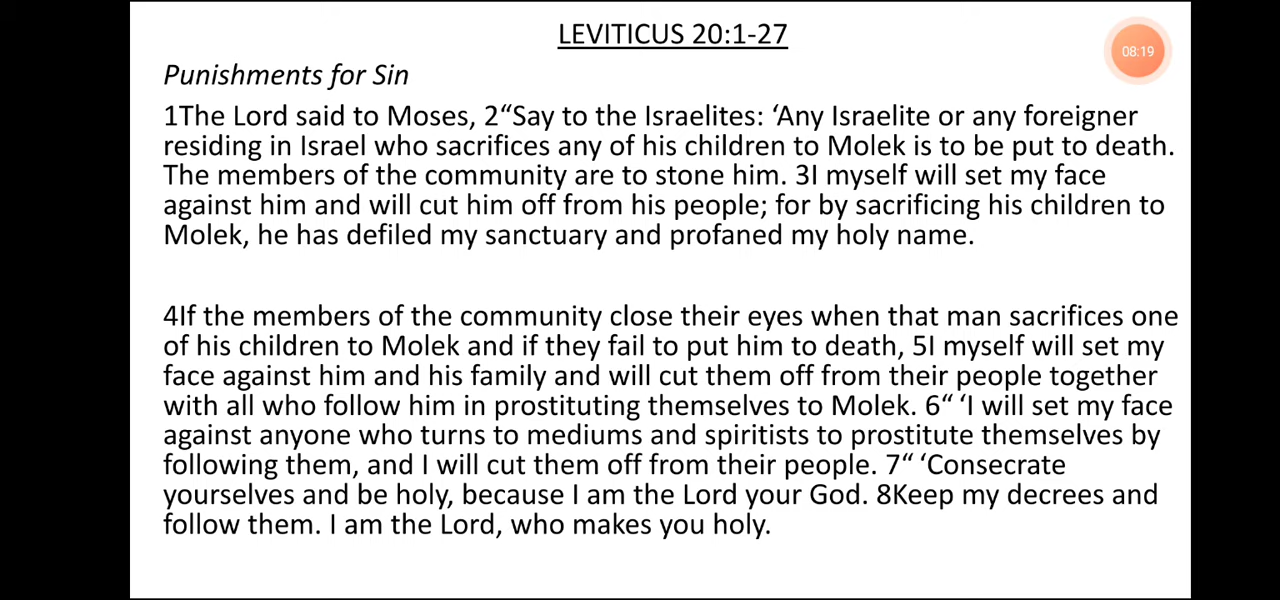 LEVITICUS 20:1-27
08:19
Punishments for Sin
1The Lord said to Moses, 2“Say to the Israelites: ‘Any Israelite or any foreigner
residing in Israel who sacrifices any of his children to Molek is to be put to death.
The members of the community are to stone him. 3I myself will set my face
against him and will cut him off from his people; for by sacrificing his children to
Molek, he has defiled my sanctuary and profaned my holy name.
4If the members of the community close their eyes when that man sacrifices one
of his children to Molek and if they fail to put him to death, 5I myself will set my
face against him and his family and will cut them off from their people together
with all who follow him in prostituting themselves to Molek. 6“ ‘I will set my face
against anyone who turns to mediums and spiritists to prostitute themselves by
following them, and I will cut them off from their people. 7“ ‘Consecrate
yourselves and be holy, because I am the Lord your God. 8Keep my decrees and
follow them. I am the Lord, who makes you holy.